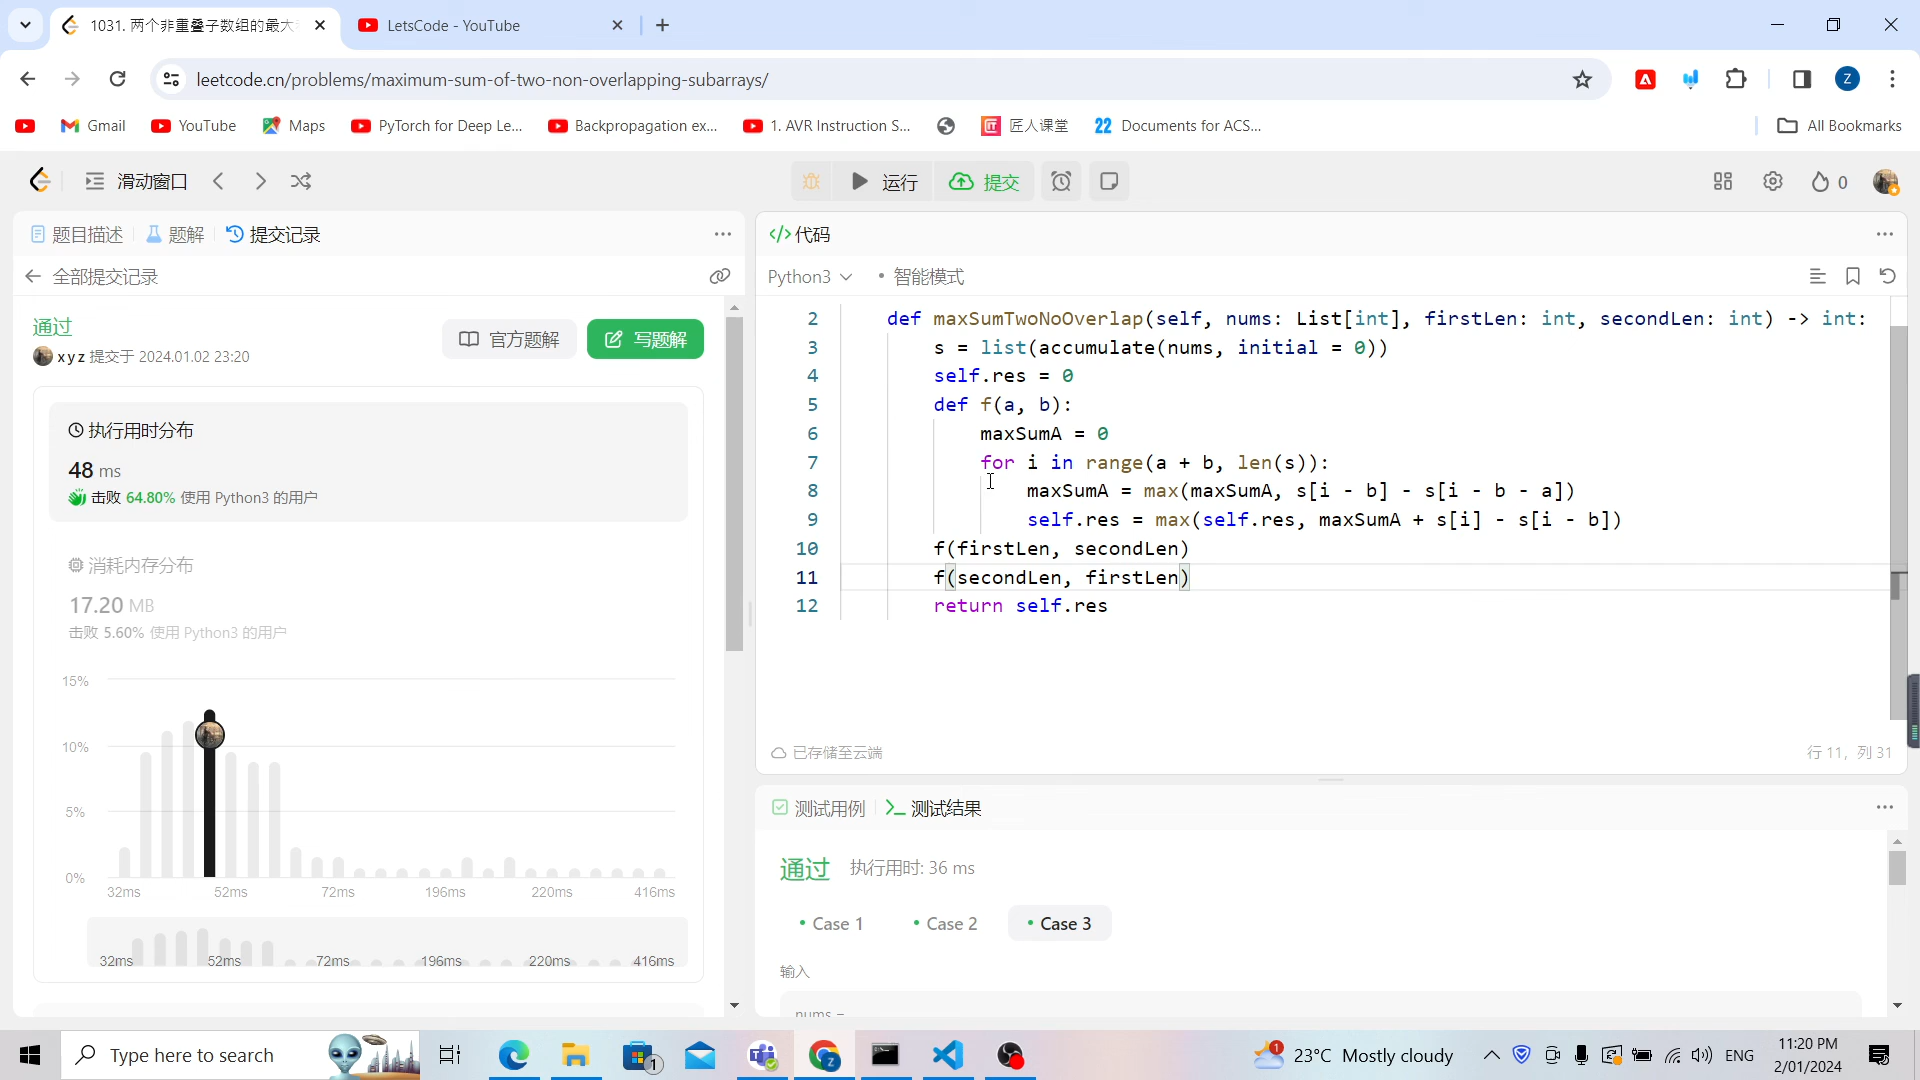 1031. 两个非重叠子数组的最大
LetsCode - YouTube
leetcode.cn/problems/maximum-sum-of-two-non-overlapping-subarrays/
Z
Gmail
YouTube
Maps
PyTorch for Deep Le...
Backpropagation ex...
1. AVR Instruction S...
匠人课堂
22 Documents for ACS...
All Bookmarks
滑动窗口
运行
提交
0
题目描述
题解
提交记录
代码
全部提交记录
Python3
• 智能模式
通过
xyz 提交于 2024.01.02 23:20
官方题解
写题解
执行用时分布
48 ms
击败 64.80% 使用 Python3 的用户
消耗内存分布
17.20 MB
击败 5.60% 使用 Python3 的用户
15%
10%
5%
0%
32ms 52ms 72ms 196ms 220ms 416ms
32ms 52ms 72ms 196ms 220ms 416ms
2 def maxSumTwoNoOverlap(self, nums: List[int], firstLen: int, secondLen: int) -> int:
3 s = list(accumulate(nums, initial = 0))
4 self.res = 0
5 def f(a, b):
6 maxSumA = 0
7 for i in range(a + b, len(s)):
8 maxSumA = max(maxSumA, s[i - b] - s[i - b - a])
9 self.res = max(self.res, maxSumA + s[i] - s[i - b])
10 f(firstLen, secondLen)
11 f(secondLen, firstLen)
12 return self.res
已存储至云端
行 11, 列 31
测试用例
测试结果
通过 执行用时: 36 ms
• Case 1
• Case 2
• Case 3
输入
nums =
Type here to search
1
1
23°C Mostly cloudy
ENG
11:20 PM
2/01/2024